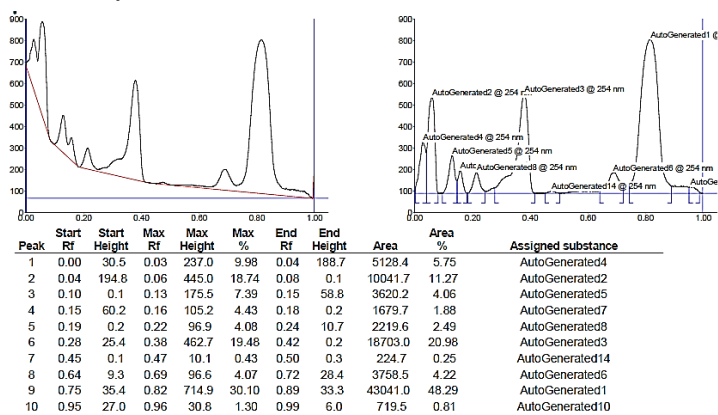 900
800
700
600
500
400
300
200
100
0
0.00 0.20 0.40 0.60 0.80 1.00
900
800
700
600
500
400
300
200
100
0
AutoGenerated1 @
AutoGenerated2 @ 254 nm
AutoGenerated3 @ 254 nm
AutoGenerated4 @ 254 nm
AutoGenerated5 @ 254 nm
AutoGenerated8 @ 254 nm
AutoGenerated6 @ 254 nm
AutoGenerated14 @ 254 nm
AutoGe
0.00 0.20 0.40 0.60 0.80 1.00
Peak Start Rf Start Height Max Rf Max Height Max % End Rf End Height Area Area % Assigned substance
1 0.00 30.5 0.03 237.0 9.98 0.04 188.7 5128.4 5.75 AutoGenerated4
2 0.04 194.8 0.06 445.0 18.74 0.08 0.1 10041.7 11.27 AutoGenerated2
3 0.10 0.1 0.13 175.5 7.39 0.15 58.8 3620.2 4.06 AutoGenerated5
4 0.15 60.2 0.16 105.2 4.43 0.18 0.2 1679.7 1.88 AutoGenerated7
5 0.19 0.2 0.22 96.9 4.08 0.24 10.7 2219.6 2.49 AutoGenerated8
6 0.28 25.4 0.38 462.7 19.48 0.42 0.2 18703.0 20.98 AutoGenerated3
7 0.45 0.1 0.47 10.1 0.43 0.50 0.3 224.7 0.25 AutoGenerated14
8 0.64 9.3 0.69 96.6 4.07 0.72 28.4 3758.5 4.22 AutoGenerated6
9 0.75 35.4 0.82 714.9 30.10 0.89 33.3 43041.0 48.29 AutoGenerated1
10 0.95 27.0 0.96 30.8 1.30 0.99 6.0 719.5 0.81 AutoGenerated10